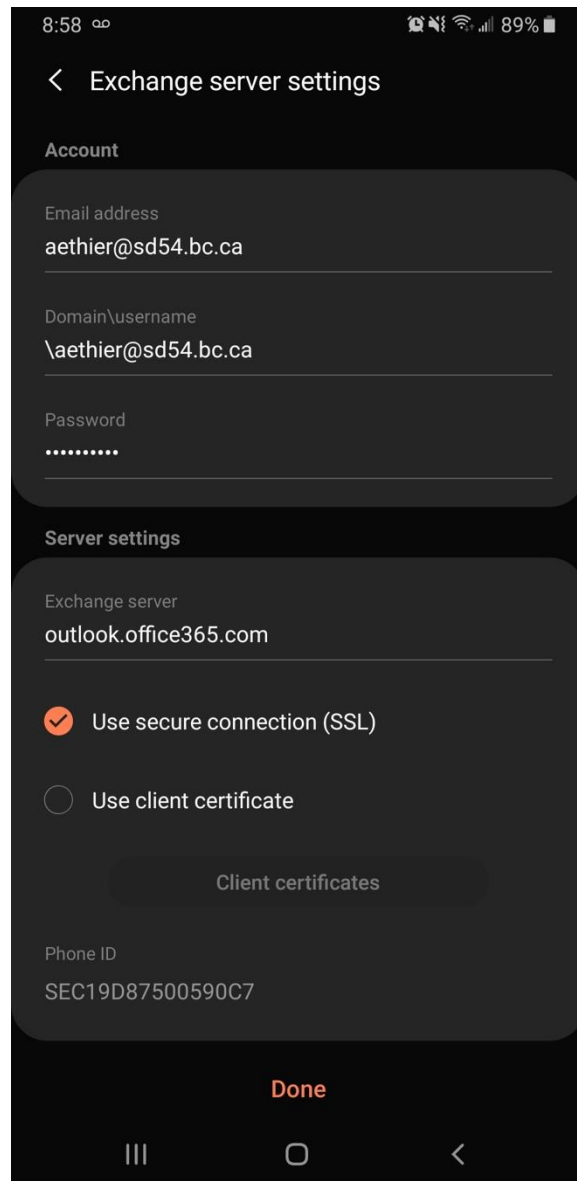 8:58 89%
Exchange server settings
Account
Email address
aethier@sd54.bc.ca
Domain\username
\aethier@sd54.bc.ca
Password
••••••••••
Server settings
Exchange server
outlook.office365.com
Use secure connection (SSL)
Use client certificate
Client certificates
Phone ID
SEC19D87500590C7
Done